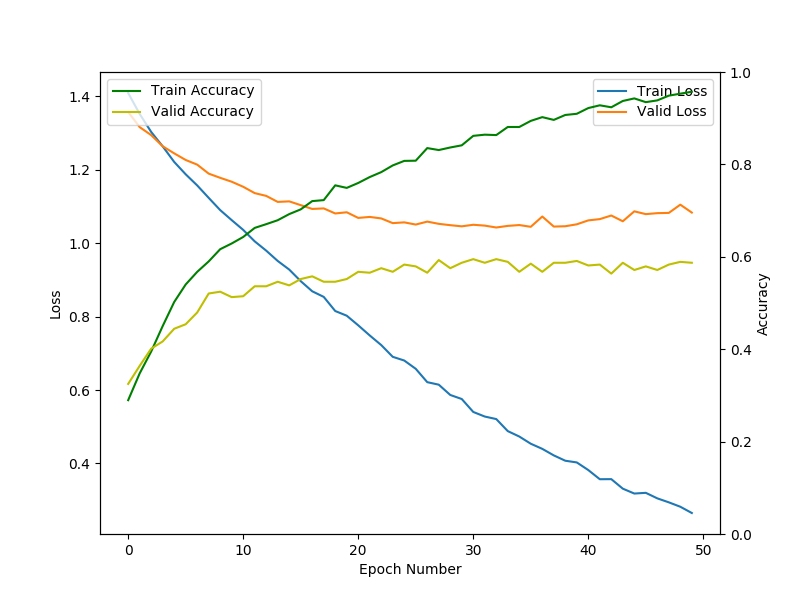 Train Accuracy
Valid Accuracy
Train Loss
Valid Loss
1.4
1.2
1.0
0.8
0.6
0.4
Loss
1.0
0.8
0.6
0.4
0.2
0.0
Accuracy
0
10
20
30
40
50
Epoch Number